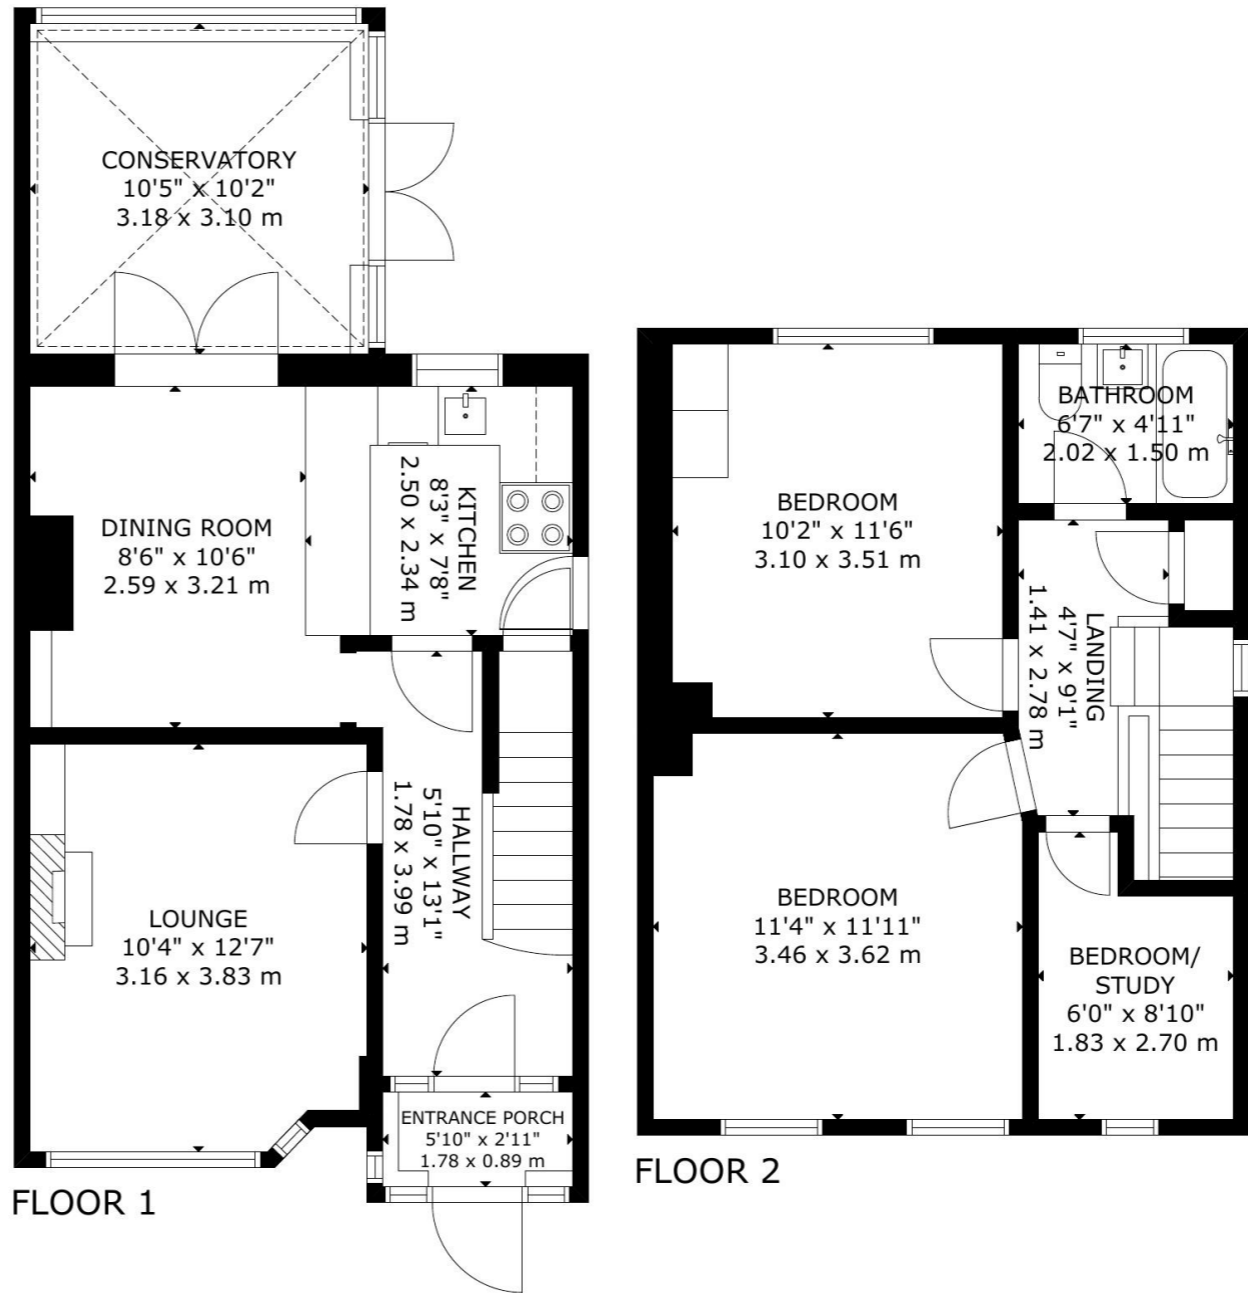 CONSERVATORY
10'5" x 10'2"
3.18 x 3.10 m
DINING ROOM
8'6" x 10'6"
2.59 x 3.21 m
KITCHEN
8'3" x 7'8"
2.50 x 2.34 m
HALLWAY
5'10" x 13'1"
1.78 x 3.99 m
LOUNGE
10'4" x 12'7"
3.16 x 3.83 m
ENTRANCE PORCH
5'10" x 2'11"
1.78 x 0.89 m
FLOOR 1
BEDROOM
10'2" x 11'6"
3.10 x 3.51 m
BATHROOM
6'7" x 4'11"
2.02 x 1.50 m
LANDING
4'7" x 9'1"
1.41 x 2.78 m
BEDROOM
11'4" x 11'11"
3.46 x 3.62 m
BEDROOM/
STUDY
6'0" x 8'10"
1.83 x 2.70 m
FLOOR 2